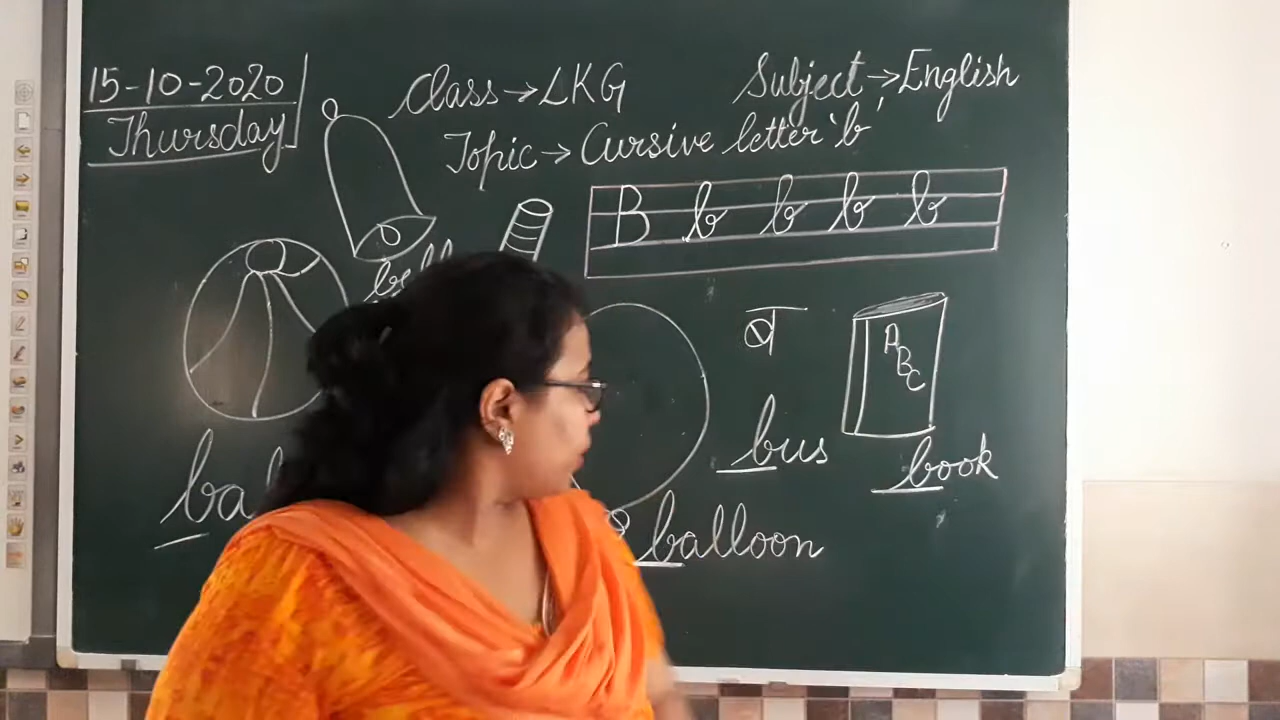 15-10-2020
Thursday
Class → LKG
Subject → English
Topic → Cursive letter 'b'
B b b b b
ब
A
B
C
bus
book
balloon